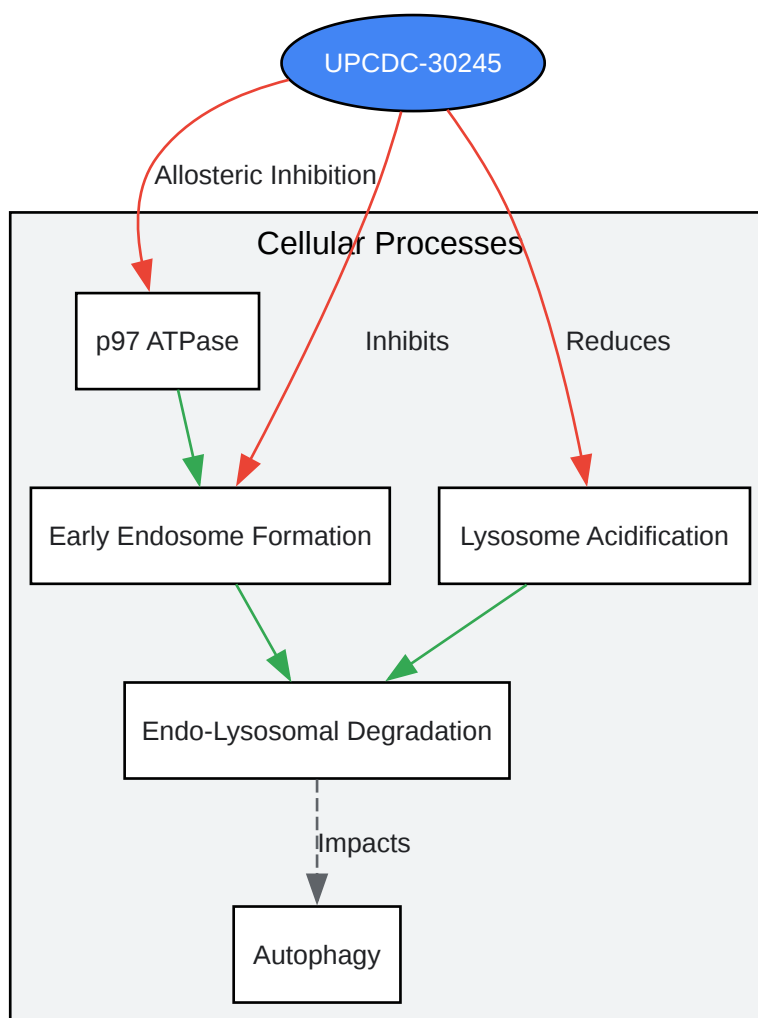 UPCDC-30245
Allosteric Inhibition
Cellular Processes
p97 ATPase
Inhibits
Reduces
Early Endosome Formation
Lysosome Acidification
Endo-Lysosomal Degradation
Impacts
Autophagy